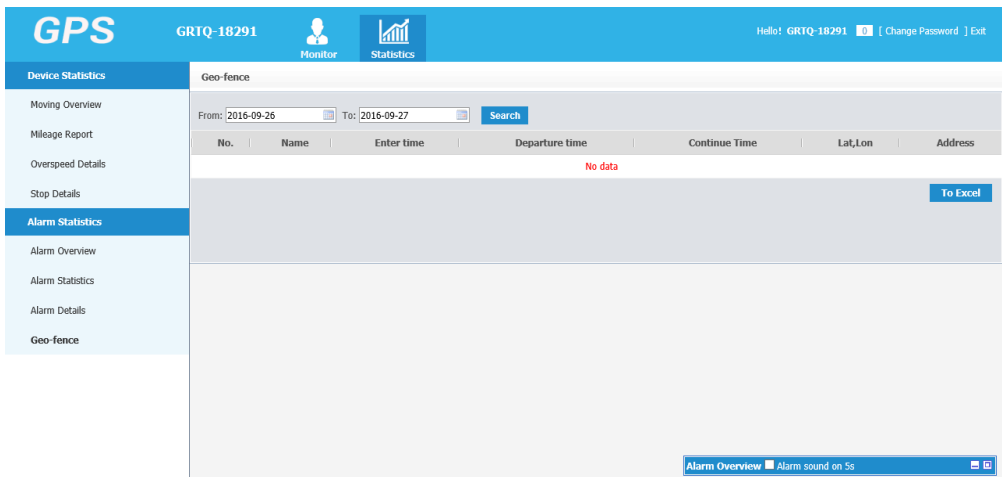 GPS
GRTQ-18291
Monitor
Statistics
Hello! GRTQ-18291 0 [ Change Password ] Exit
Device Statistics
Moving Overview
Mileage Report
Overspeed Details
Stop Details
Alarm Statistics
Alarm Overview
Alarm Statistics
Alarm Details
Geo-fence
Geo-fence
From: 2016-09-26 To: 2016-09-27 Search
No. Name Enter time Departure time Continue Time Lat,Lon Address
No data
To Excel
Alarm Overview Alarm sound on 5s